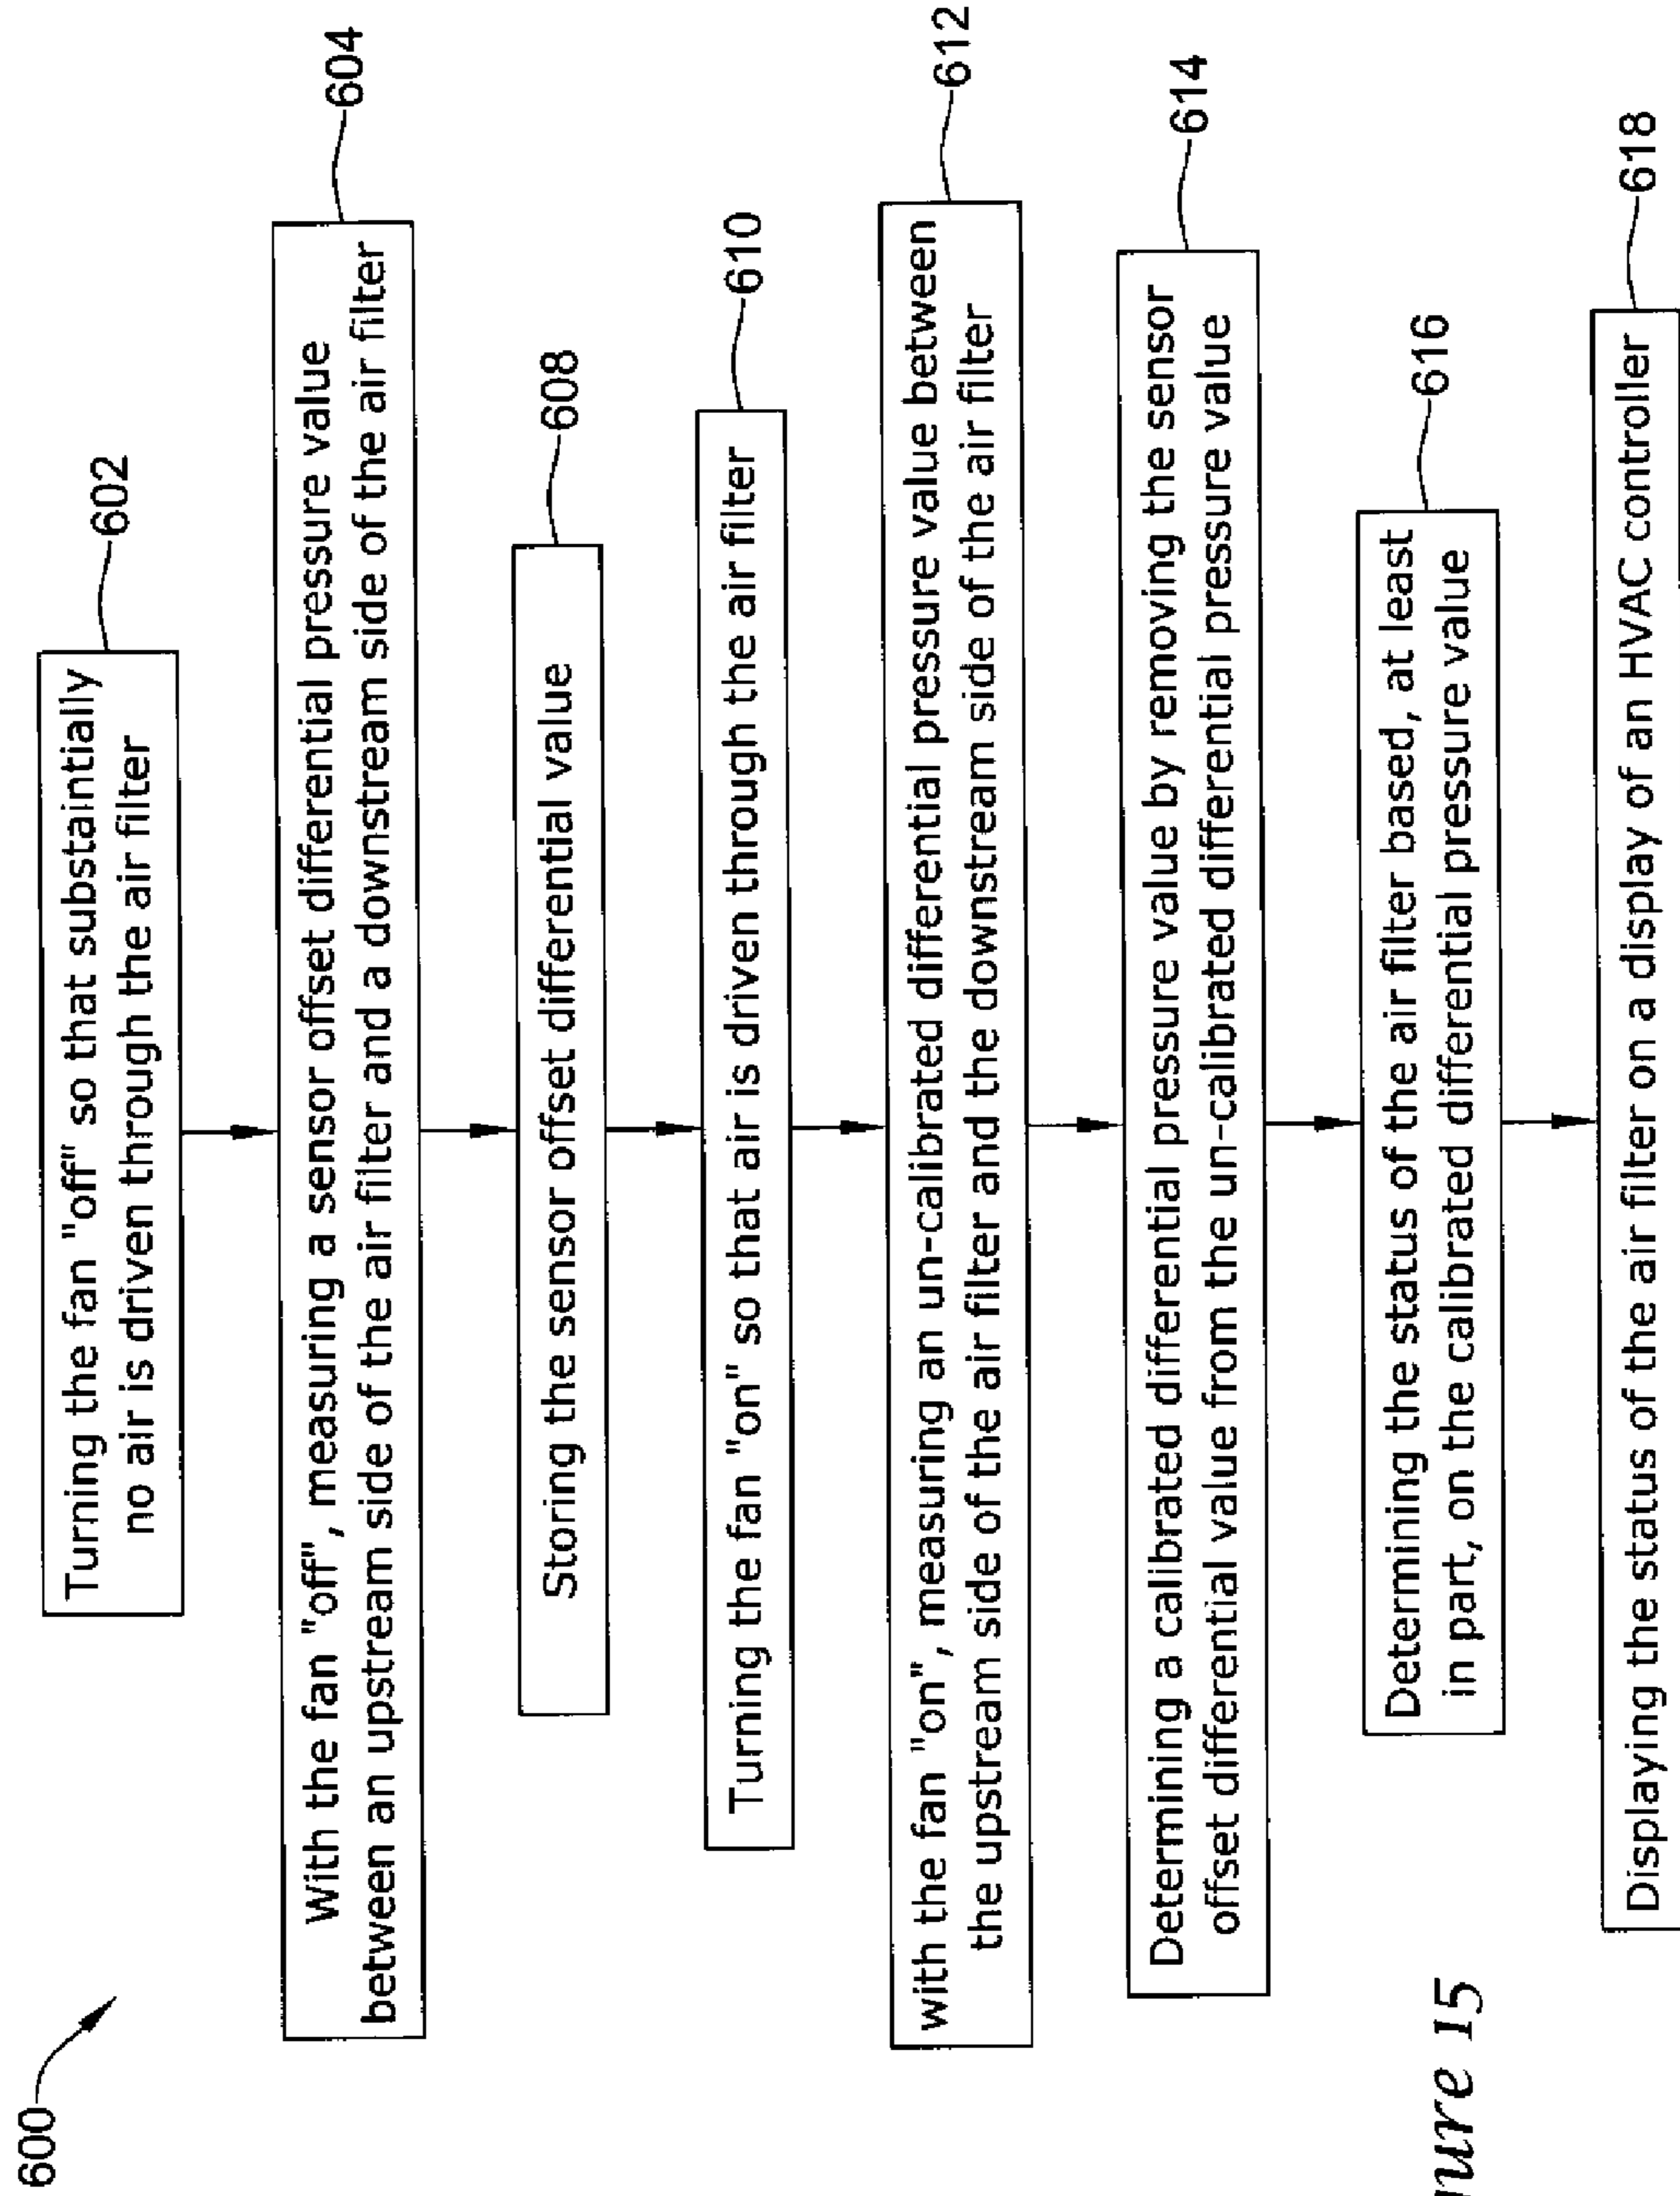 600
Turning the fan "off" so that substaintially
no air is driven through the air filter
602
With the fan "off", measuring a sensor offset differential pressure value
between an upstream side of the air filter and a downstream side of the air filter
604
Storing the sensor offset differential value
608
Turning the fan "on" so that air is driven through the air filter
610
with the fan "on", measuring an un-calibrated differential pressure value between
the upstream side of the air filter and the downstream side of the air filter
612
Determining a calibrated differential pressure value by removing the sensor
offset differential value from the un-calibrated differential pressure value
614
Determining the status of the air filter based, at least
in part, on the calibrated differential pressure value
616
Displaying the status of the air filter on a display of an HVAC controller
618
15